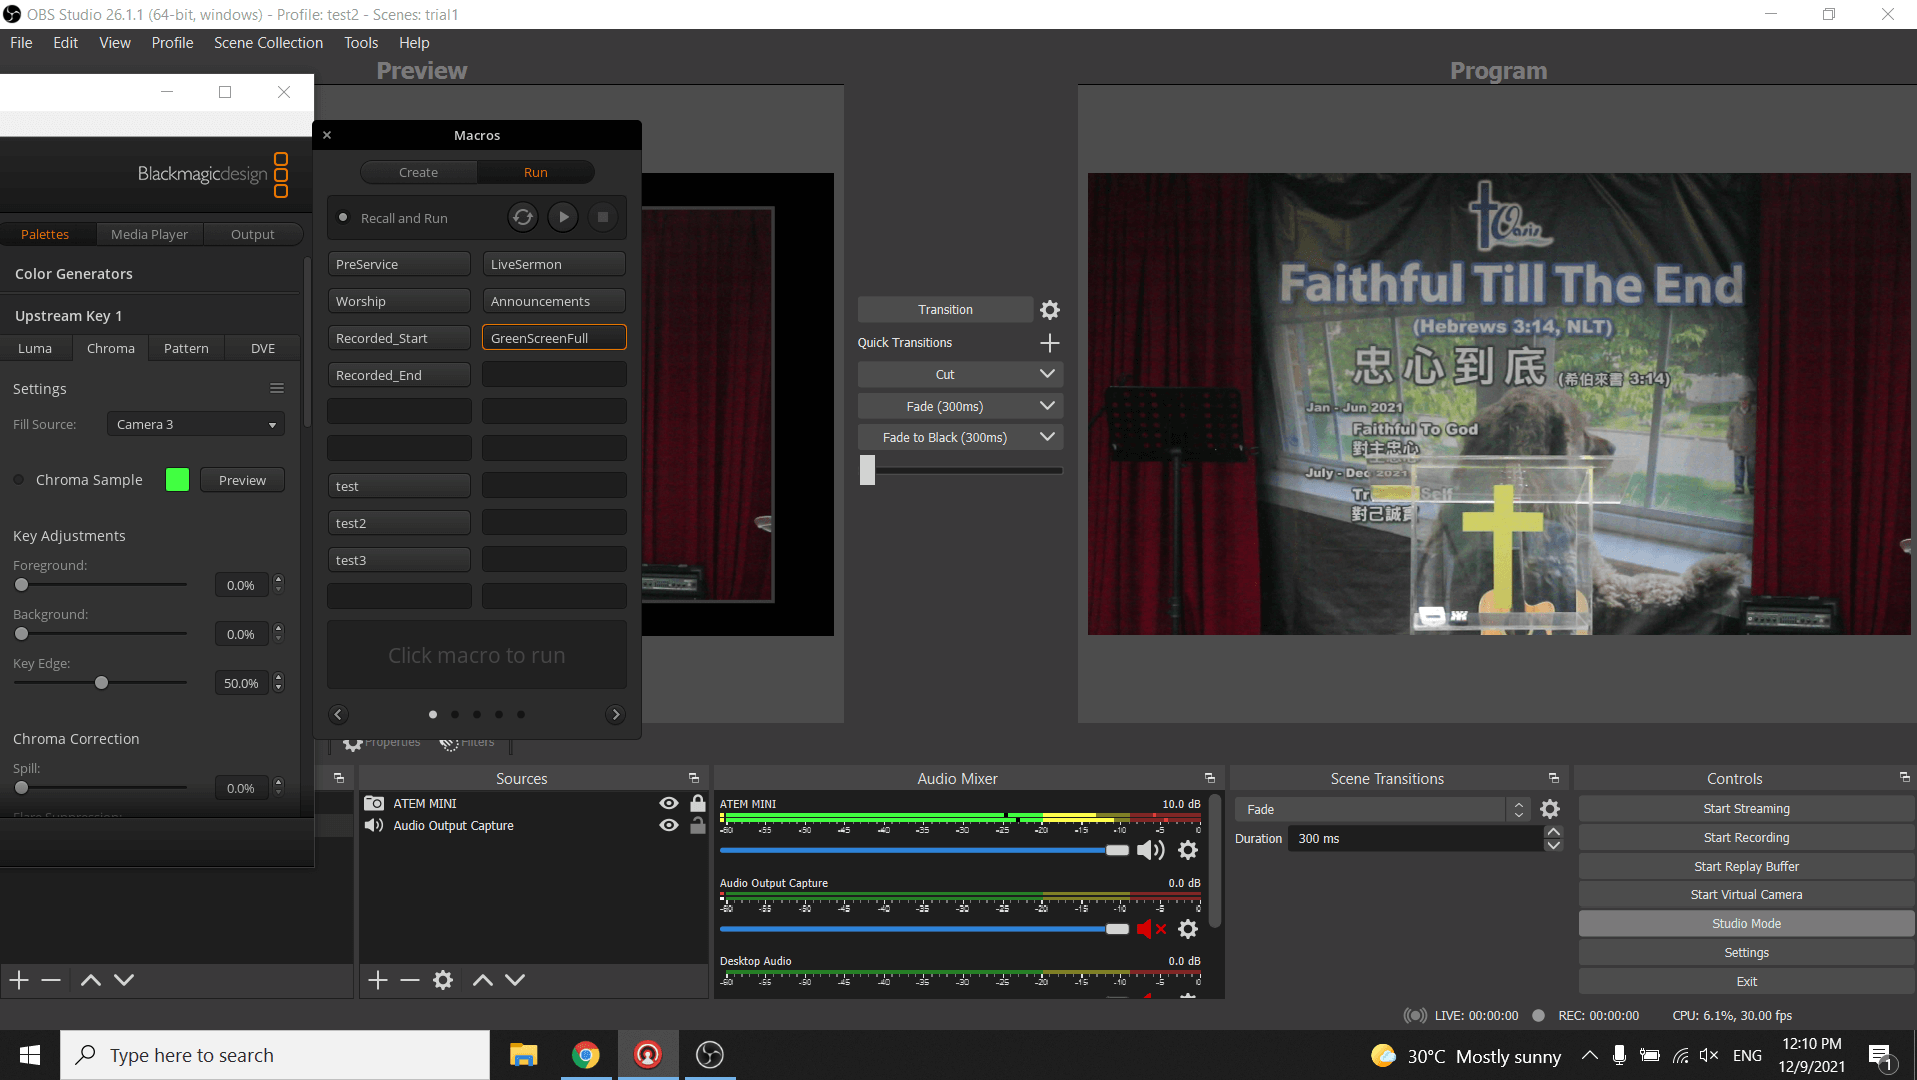 OBS Studio 26.1.1 (64-bit, windows) - Profile: test2 - Scenes: trial1
File Edit View Profile Scene Collection Tools Help
Preview
Program
Blackmagicdesign
Palettes Media Player Output
Color Generators
Upstream Key 1
Luma Chroma Pattern DVE
Settings
Fill Source: Camera 3
Chroma Sample Preview
Key Adjustments
Foreground:
0.0%
Background:
0.0%
Key Edge:
50.0%
Chroma Correction
Spill:
0.0%
Flare Suppression:
Macros
Create Run
Recall and Run
PreService LiveSermon
Worship Announcements
Recorded_Start GreenScreenFull
Recorded_End
test
test2
test3
Click macro to run
Properties Filters
Transition
Quick Transitions
Cut
Fade (300ms)
Fade to Black (300ms)
Oasis
Faithful Till The End
(Hebrews 3:14, NLT)
忠心到底 (希伯來書 3:14)
Jan - Jun 2021
Faithful To God
對主忠心
July - Dec 2021
Self
對己誠
Sources
ATEM MINI
Audio Output Capture
Audio Mixer
ATEM MINI 10.0 dB
-60 -55 -50 -45 -40 -35 -30 -25 -20 -15 -10 -5 0
Audio Output Capture 0.0 dB
-60 -55 -50 -45 -40 -35 -30 -25 -20 -15 -10 -5 0
Desktop Audio 0.0 dB
-60 -55 -50 -45 -40 -35 -30 -25 -20 -15 -10 -5 0
Scene Transitions
Fade
Duration 300 ms
Controls
Start Streaming
Start Recording
Start Replay Buffer
Start Virtual Camera
Studio Mode
Settings
Exit
LIVE: 00:00:00 REC: 00:00:00 CPU: 6.1%, 30.00 fps
Type here to search
30°C Mostly sunny
ENG
12:10 PM
12/9/2021
1